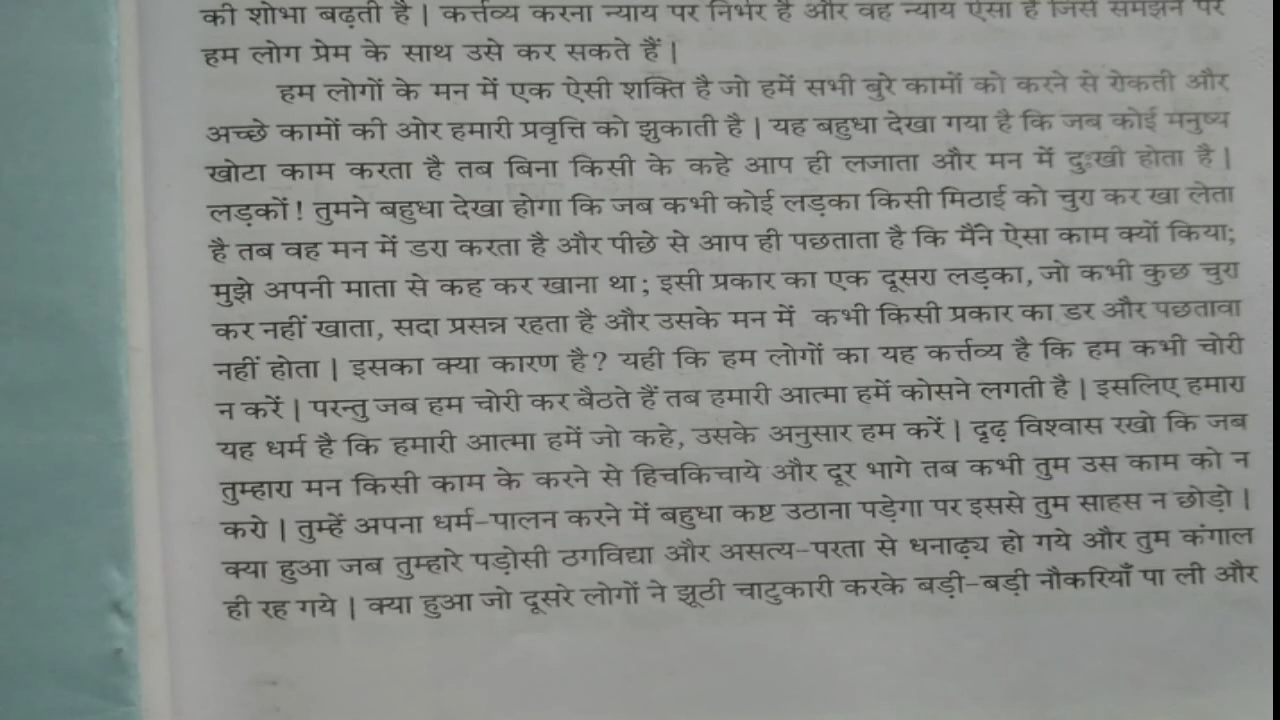 की शोभा बढ़ती है | कर्त्तव्य करना न्याय पर निर्भर है और वह न्याय ऐसा है जिसे समझने पर
हम लोग प्रेम के साथ उसे कर सकते हैं |
हम लोगों के मन में एक ऐसी शक्ति है जो हमें सभी बुरे कामों को करने से रोकती और
अच्छे कामों की ओर हमारी प्रवृत्ति को झुकाती है | यह बहुधा देखा गया है कि जब कोई मनुष्य
खोटा काम करता है तब बिना किसी के कहे आप ही लजाता और मन में दुःखी होता है |
लड़कों! तुमने बहुधा देखा होगा कि जब कभी कोई लड़का किसी मिठाई को चुरा कर खा लेता
है तब वह मन में डरा करता है और पीछे से आप ही पछताता है कि मैंने ऐसा काम क्यों किया;
मुझे अपनी माता से कह कर खाना था; इसी प्रकार का एक दूसरा लड़का, जो कभी कुछ चुरा
कर नहीं खाता, सदा प्रसन्न रहता है और उसके मन में कभी किसी प्रकार का डर और पछतावा
नहीं होता | इसका क्या कारण है? यही कि हम लोगों का यह कर्त्तव्य है कि हम कभी चोरी
न करें | परन्तु जब हम चोरी कर बैठते हैं तब हमारी आत्मा हमें कोसने लगती है | इसलिए हमारा
यह धर्म है कि हमारी आत्मा हमें जो कहे, उसके अनुसार हम करें | दृढ़ विश्वास रखो कि जब
तुम्हारा मन किसी काम के करने से हिचकिचाये और दूर भागे तब कभी तुम उस काम को न
करो | तुम्हें अपना धर्म-पालन करने में बहुधा कष्ट उठाना पड़ेगा पर इससे तुम साहस न छोड़ो |
क्या हुआ जब तुम्हारे पड़ोसी ठगविद्या और असत्य-परता से धनाढ्य हो गये और तुम कंगाल
ही रह गये | क्या हुआ जो दूसरे लोगों ने झूठी चाटुकारी करके बड़ी-बड़ी नौकरियाँ पा ली और